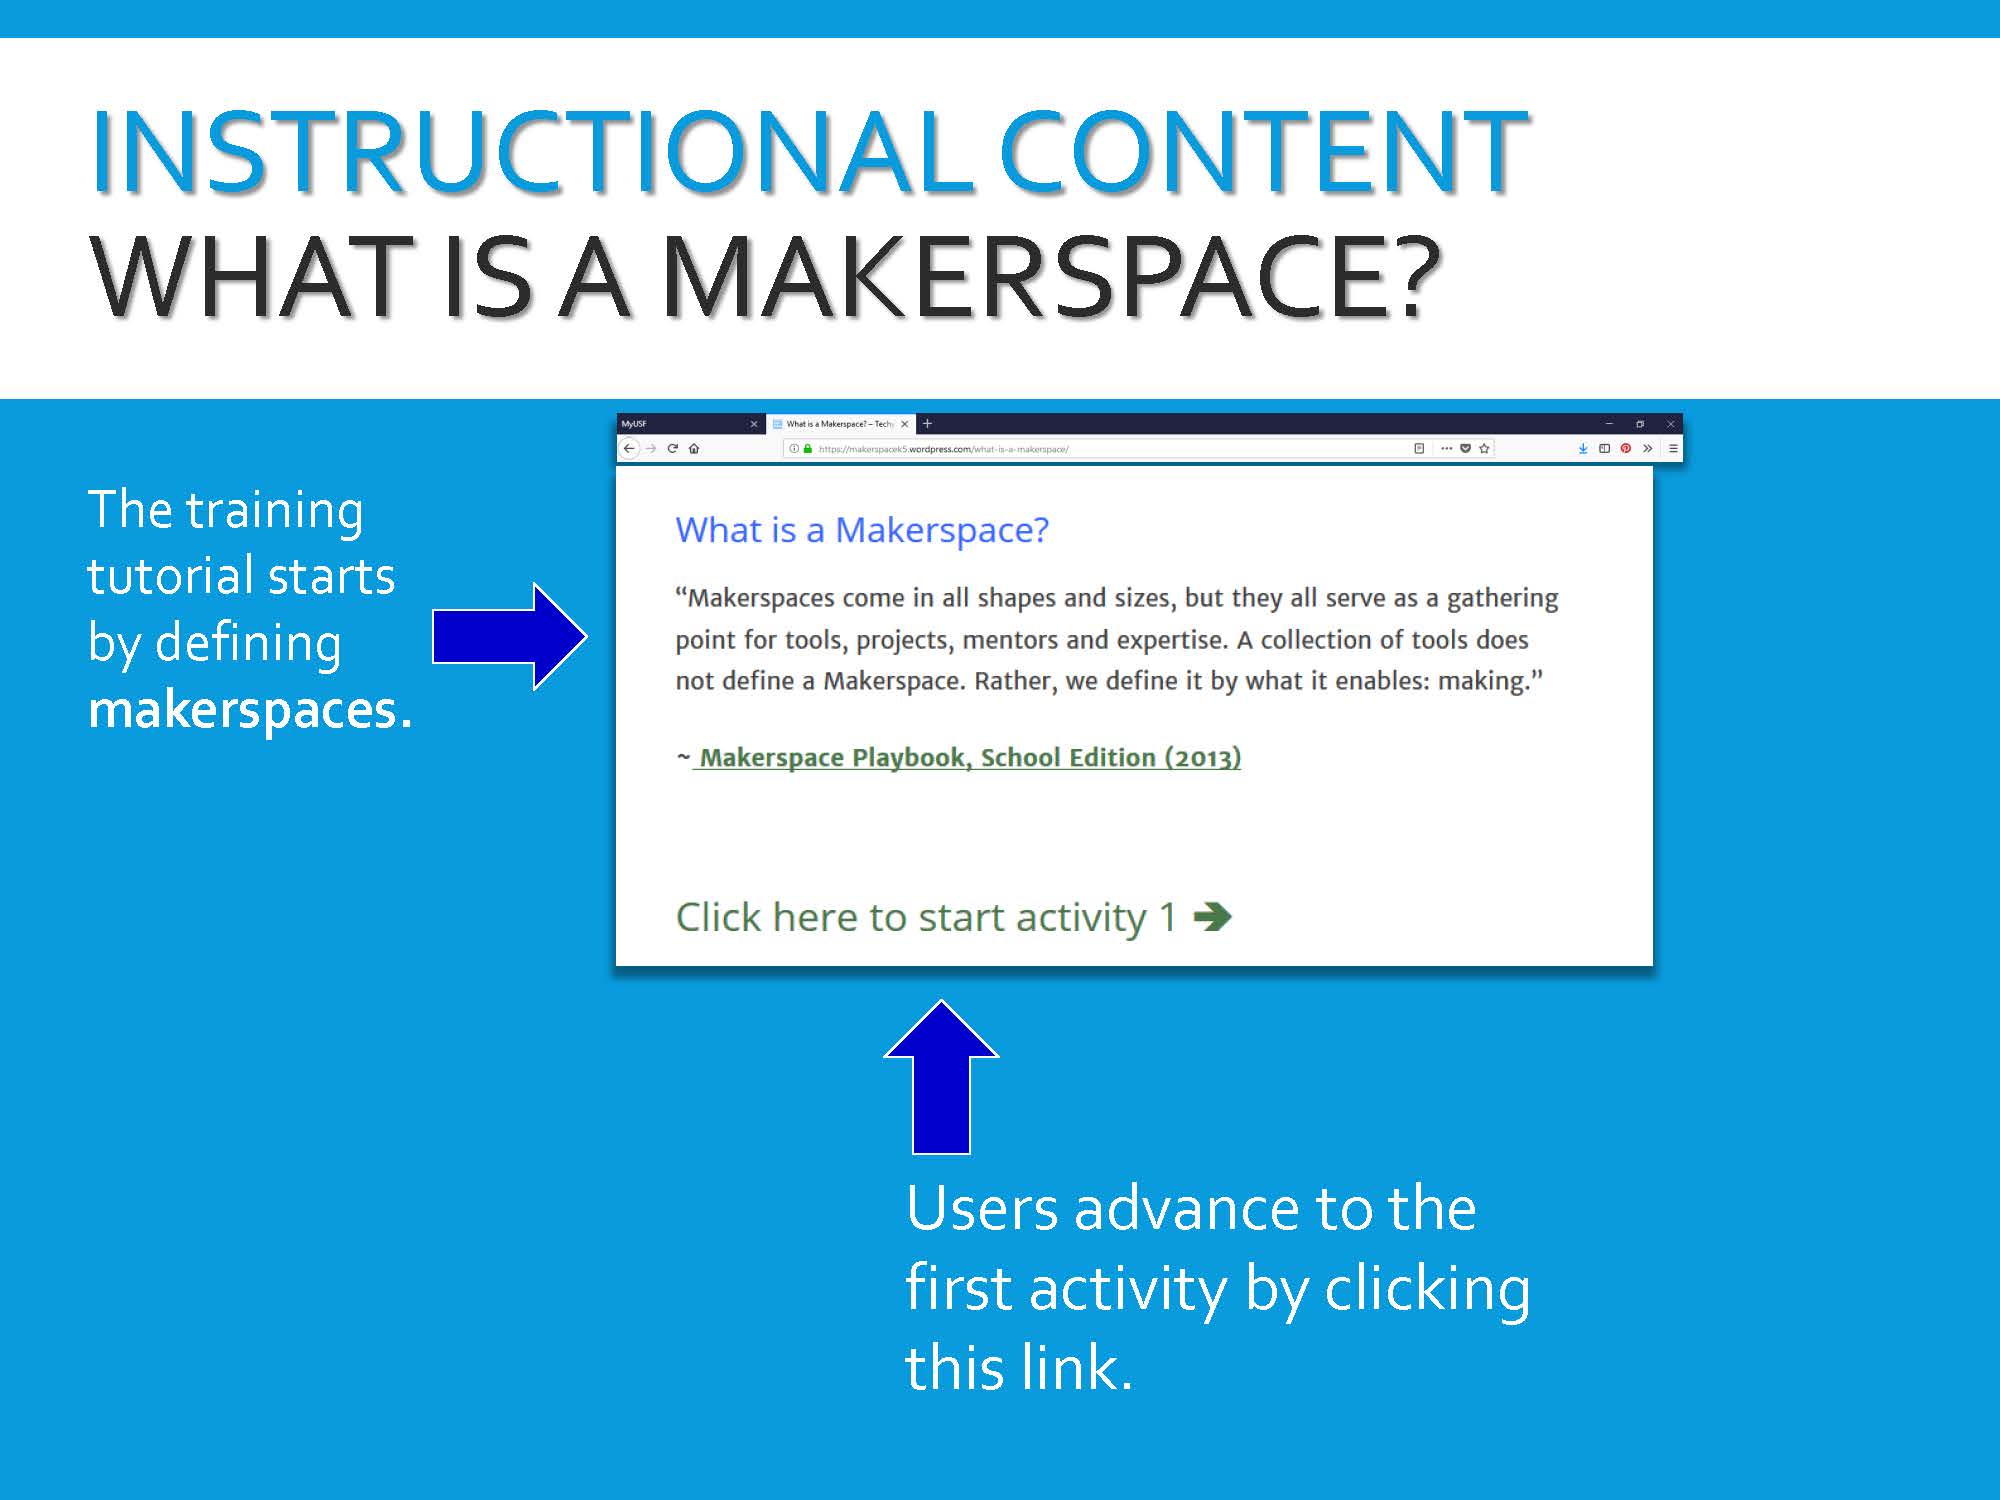 INSTRUCTIONAL CONTENT
WHAT IS A MAKERSPACE?
The training
tutorial starts
by defining
makerspaces.
MyUSF
What is a Makerspace? – Tech
https://makerspacek5.wordpress.com/what-is-a-makerspace/
What is a Makerspace?
“Makerspaces come in all shapes and sizes, but they all serve as a gathering
point for tools, projects, mentors and expertise. A collection of tools does
not define a Makerspace. Rather, we define it by what it enables: making.”
~ Makerspace Playbook, School Edition (2013)
Click here to start activity 1 ➔
Users advance to the
first activity by clicking
this link.